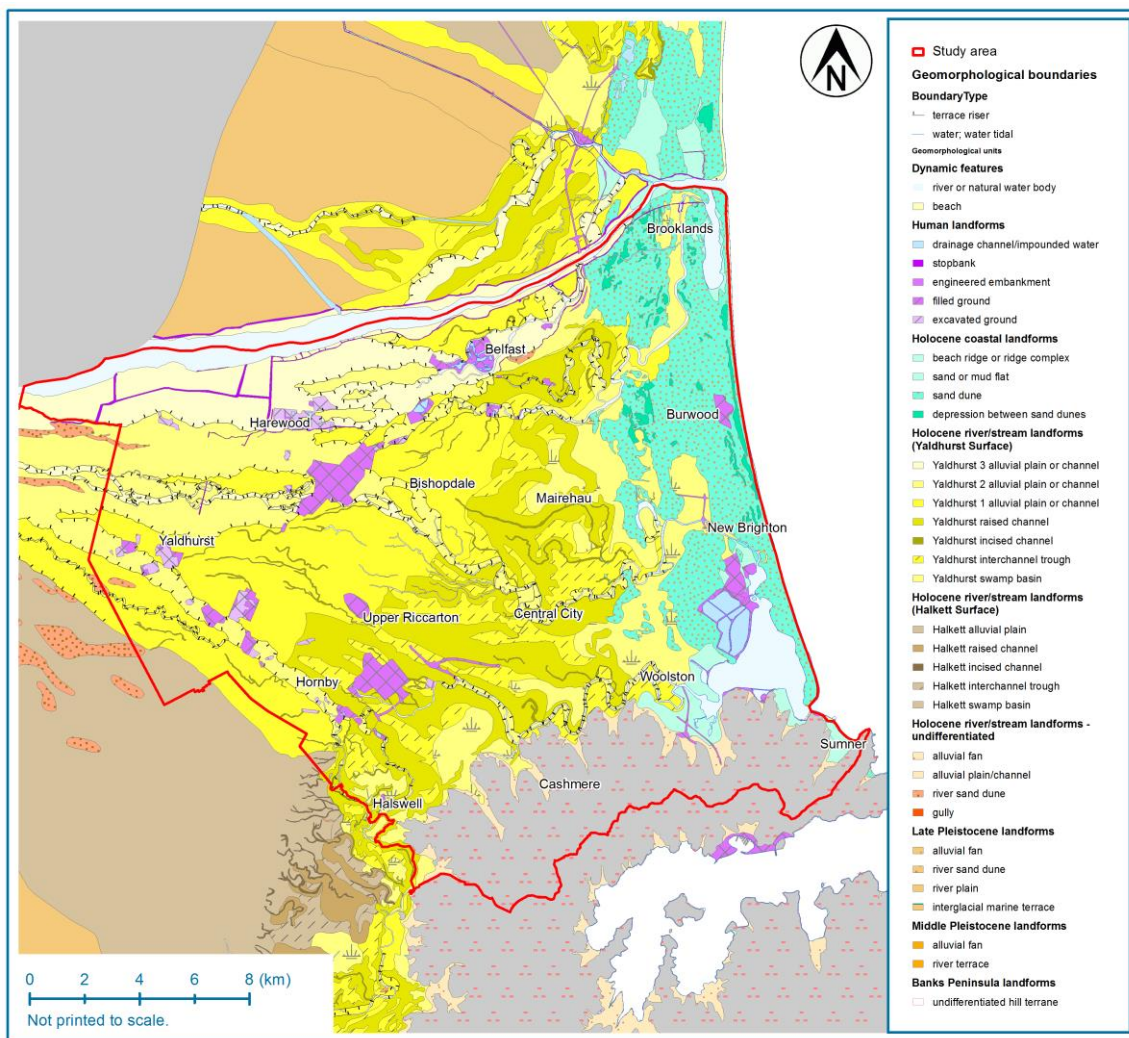 N
Brooklands
Belfast
Burwood
Harewood
Bishopdale
Mairehau
Yaldhurst
New Brighton
Upper Riccarton
Central City
Hornby
Woolston
Sumner
Cashmere
Halswell
0 2 4 6 8 (km)
Not printed to scale.
Study area
Geomorphological boundaries
BoundaryType
terrace riser
water; water tidal
Geomorphological units
Dynamic features
river or natural water body
beach
Human landforms
drainage channel/impounded water
stopbank
engineered embankment
filled ground
excavated ground
Holocene coastal landforms
beach ridge or ridge complex
sand or mud flat
sand dune
depression between sand dunes
Holocene river/stream landforms
(Yaldhurst Surface)
Yaldhurst 3 alluvial plain or channel
Yaldhurst 2 alluvial plain or channel
Yaldhurst 1 alluvial plain or channel
Yaldhurst raised channel
Yaldhurst incised channel
Yaldhurst interchannel trough
Yaldhurst swamp basin
Holocene river/stream landforms
(Halkett Surface)
Halkett alluvial plain
Halkett raised channel
Halkett incised channel
Halkett interchannel trough
Halkett swamp basin
Holocene river/stream landforms -
undifferentiated
alluvial fan
alluvial plain/channel
river sand dune
gully
Late Pleistocene landforms
alluvial fan
river sand dune
river plain
interglacial marine terrace
Middle Pleistocene landforms
alluvial fan
river terrace
Banks Peninsula landforms
undifferentiated hill terrane